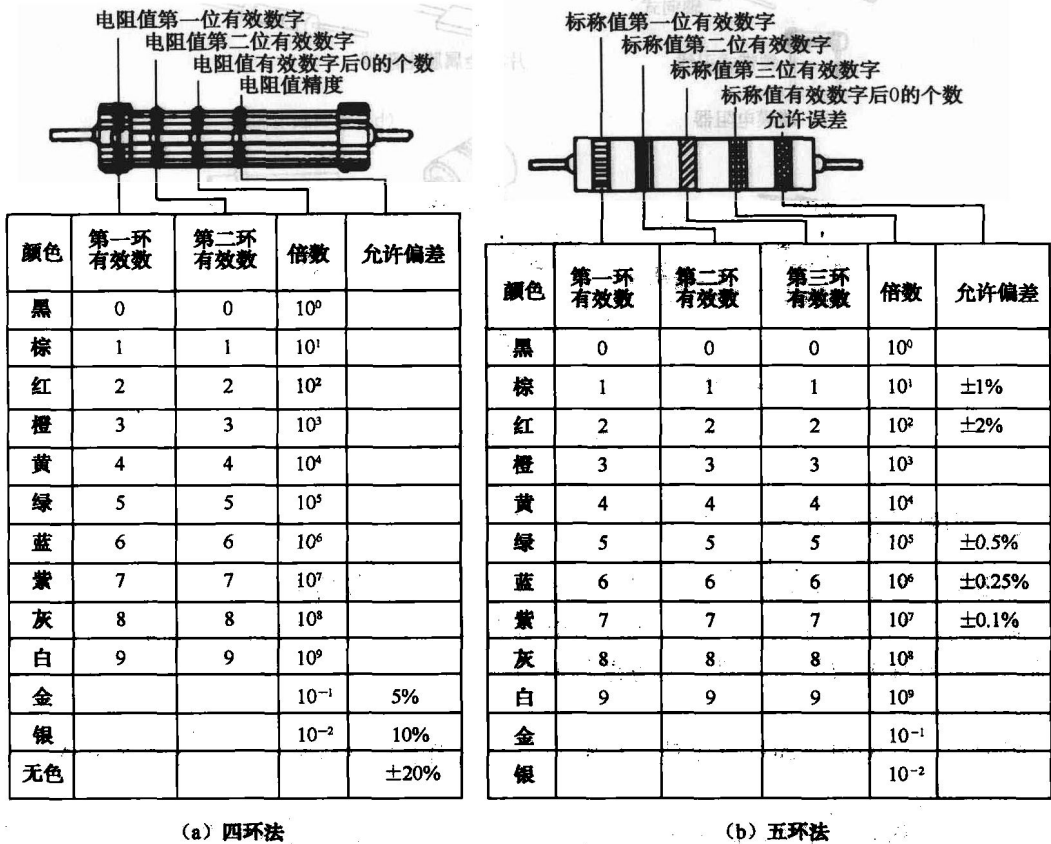 电阻值第一位有效数字
电阻值第二位有效数字
电阻值有效数字后0的个数
电阻值精度
颜色 第一环有效数 第二环有效数 倍数 允许偏差
黑 0 0 10⁰
棕 1 1 10¹
红 2 2 10²
橙 3 3 10³
黄 4 4 10⁴
绿 5 5 10⁵
蓝 6 6 10⁶
紫 7 7 10⁷
灰 8 8 10⁸
白 9 9 10⁹
金 10⁻¹ 5%
银 10⁻² 10%
无色 ±20%
(a) 四环法
标称值第一位有效数字
标称值第二位有效数字
标称值第三位有效数字
标称值有效数字后0的个数
允许误差
颜色 第一环有效数 第二环有效数 第三环有效数 倍数 允许偏差
黑 0 0 0 10⁰
棕 1 1 1 10¹ ±1%
红 2 2 2 10² ±2%
橙 3 3 3 10³
黄 4 4 4 10⁴
绿 5 5 5 10⁵ ±0.5%
蓝 6 6 6 10⁶ ±0.25%
紫 7 7 7 10⁷ ±0.1%
灰 8 8 8 10⁸
白 9 9 9 10⁹
金 10⁻¹
银 10⁻²
(b) 五环法